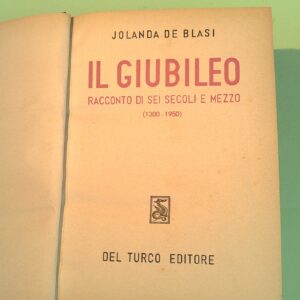 JOLANDA DE BLASI
IL GIUBILEO
RACCONTO DI SEI SECOLI E MEZZO
(1300 - 1950)
DEL TURCO EDITORE